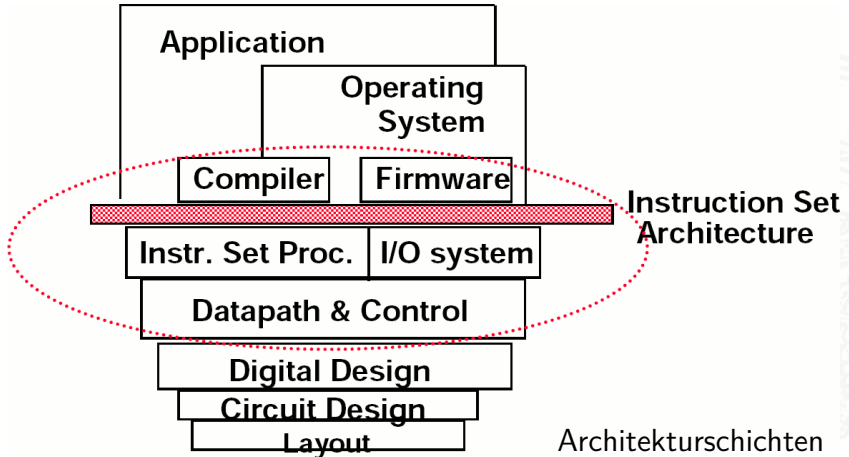 Application
Operating
System
Compiler
Firmware
Instruction Set
Architecture
Instr. Set Proc.
I/O system
Datapath & Control
Digital Design
Circuit Design
Layout
Architekturschichten